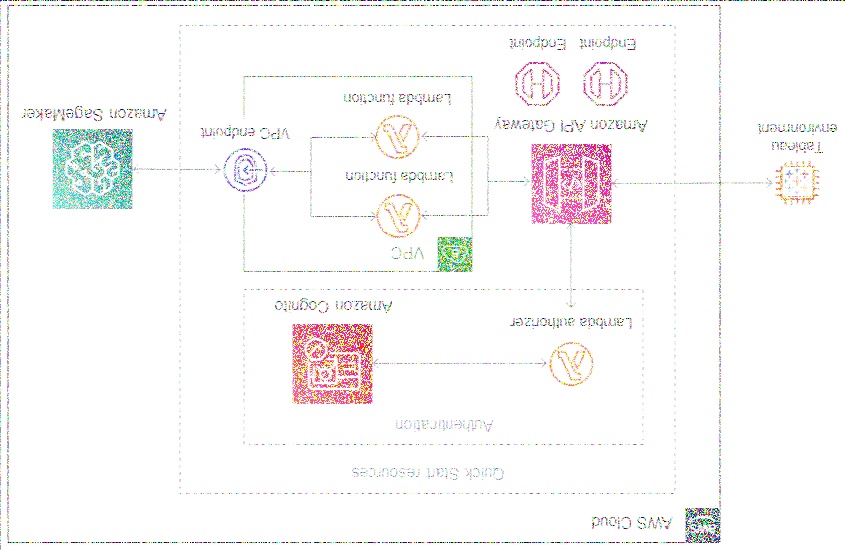 AWS Cloud
Quick Start resources
Authentication
Lambda authorizer
Amazon Cognito
VPC
Lambda function
Tableau
environment
Amazon API Gateway
VPC endpoint
Lambda function
Amazon SageMaker
Endpoint
Endpoint